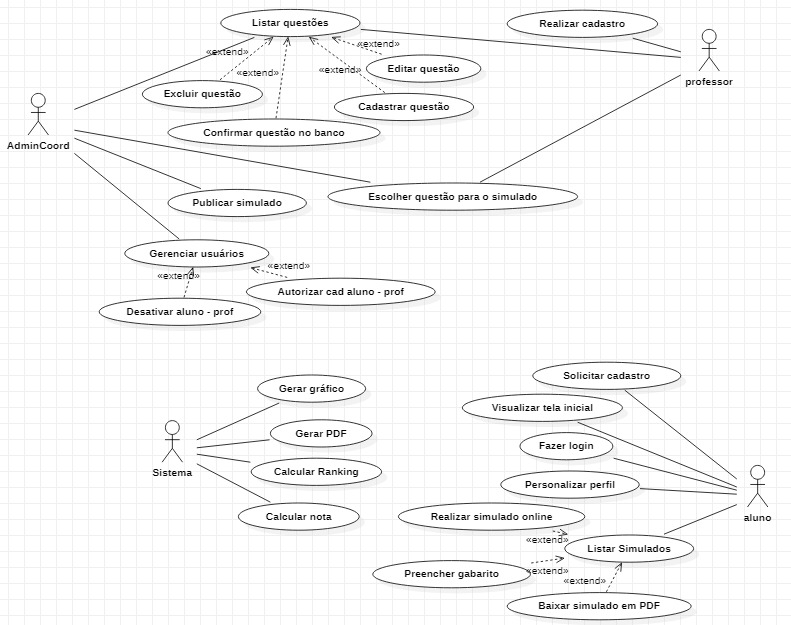 Listar questões
Realizar cadastro
«extend»
«extend»
professor
«extend»
«extend»
Editar questão
Excluir questão
Cadastrar questão
Confirmar questão no banco
AdminCoord
Publicar simulado
Escolher questão para o simulado
Gerenciar usuários
«extend»
«extend»
Autorizar cad aluno - prof
Desativar aluno - prof
Solicitar cadastro
Gerar gráfico
Visualizar tela inicial
Gerar PDF
Fazer login
Sistema
Calcular Ranking
Personalizar perfil
Calcular nota
Realizar simulado online
aluno
«extend»
Listar Simulados
Preencher gabarito
«extend»
«extend»
Baixar simulado em PDF